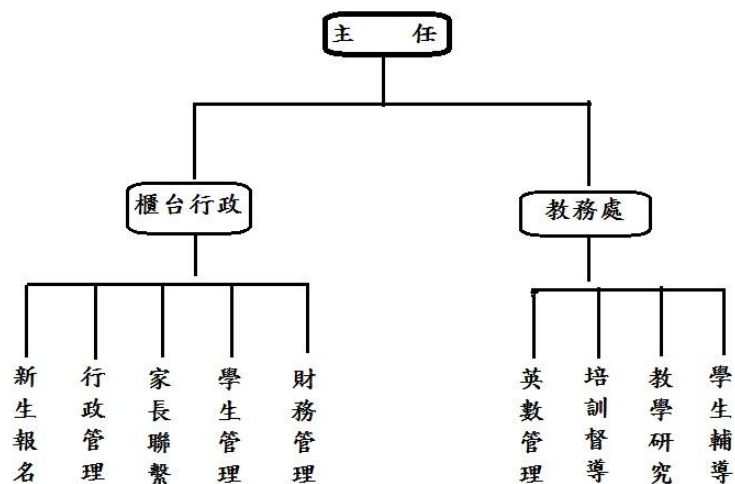 主 任
櫃台行政
教務處
新生報名
行政管理
家長聯繫
學生管理
財務管理
英數管理
培訓督導
教學研究
學生輔導